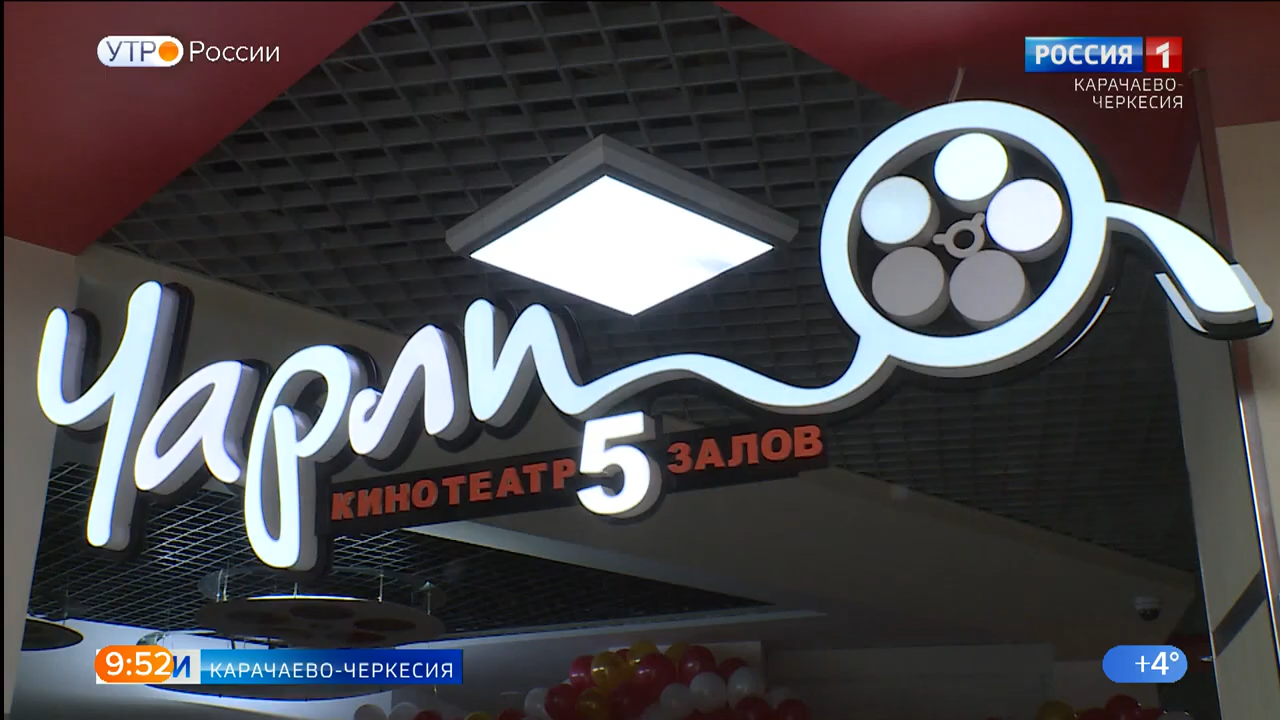 УТРО России
РОССИЯ 1
КАРАЧАЕВО-
ЧЕРКЕСИЯ
Чарли
КИНОТЕАТР 5 ЗАЛОВ
9:52 И КАРАЧАЕВО-ЧЕРКЕСИЯ
+4°